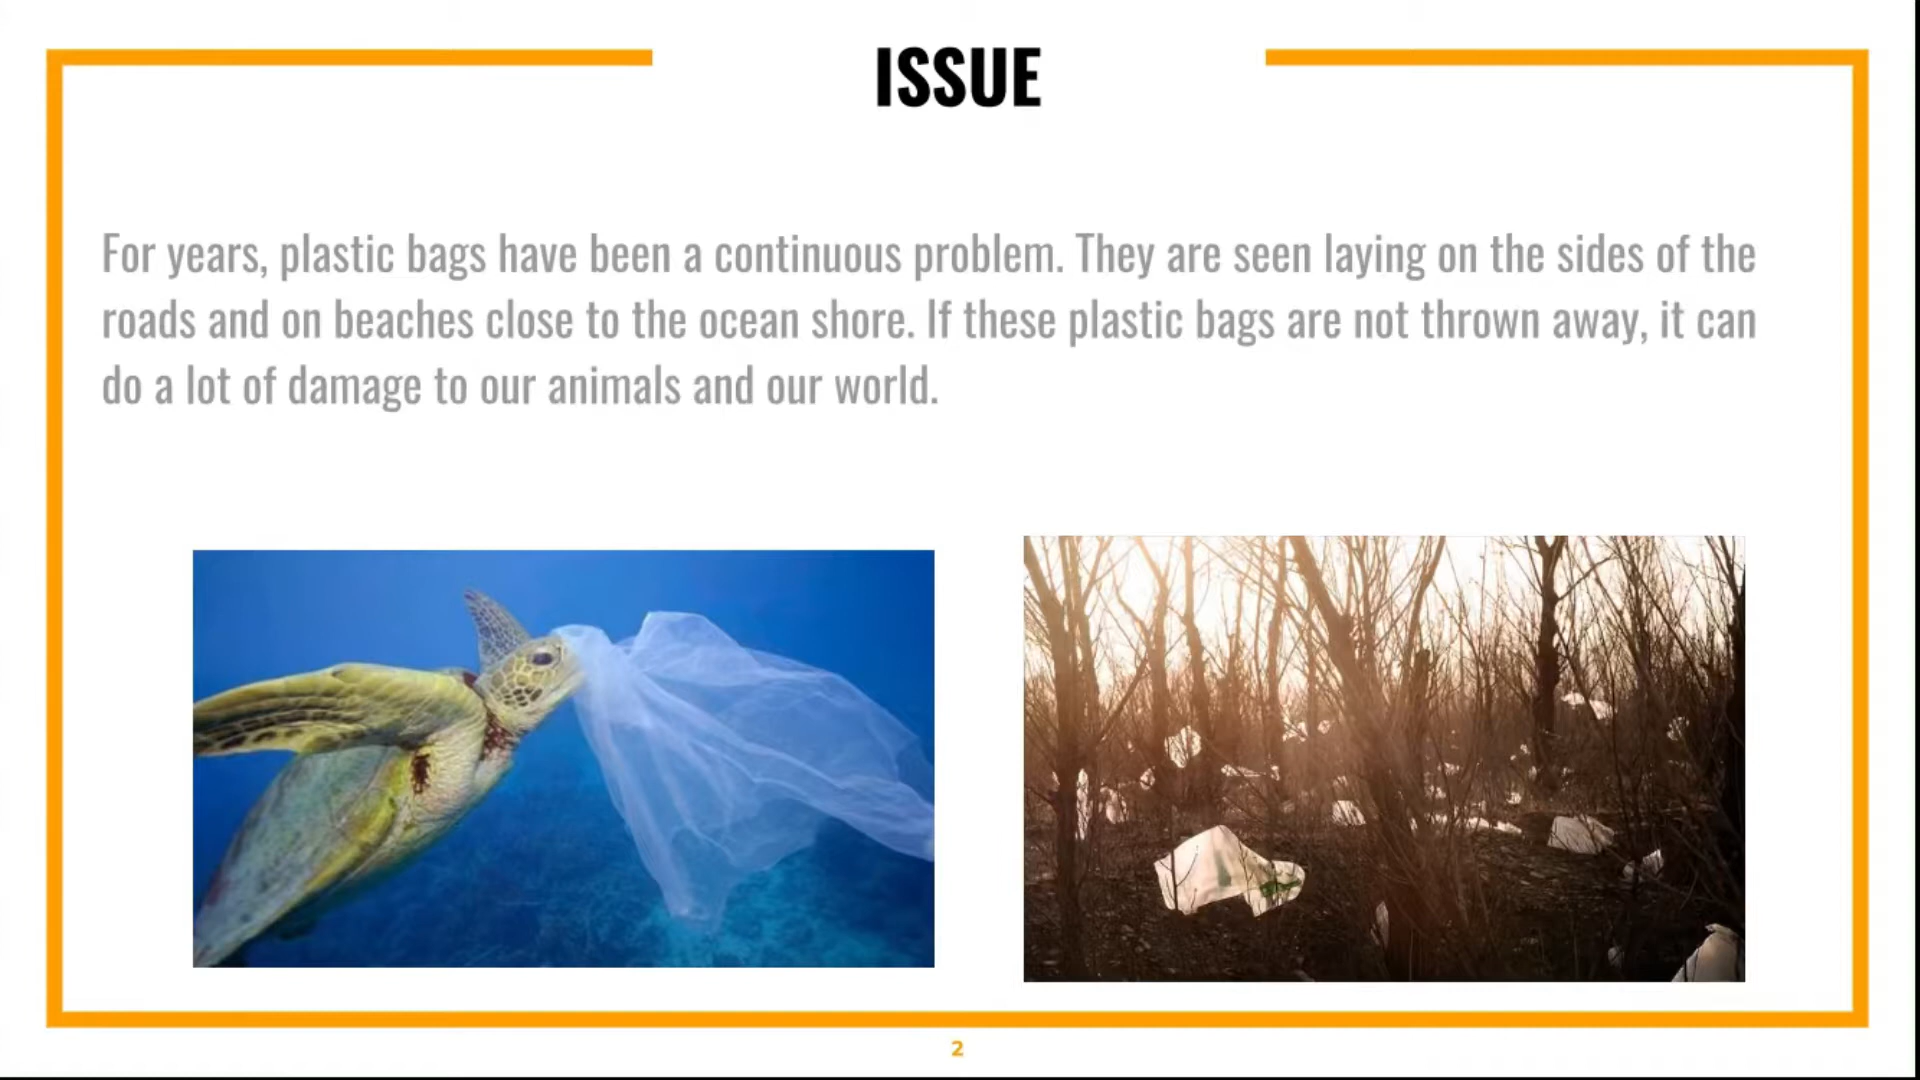 ISSUE
For years, plastic bags have been a continuous problem. They are seen laying on the sides of the
roads and on beaches close to the ocean shore. If these plastic bags are not thrown away, it can
do a lot of damage to our animals and our world.
2